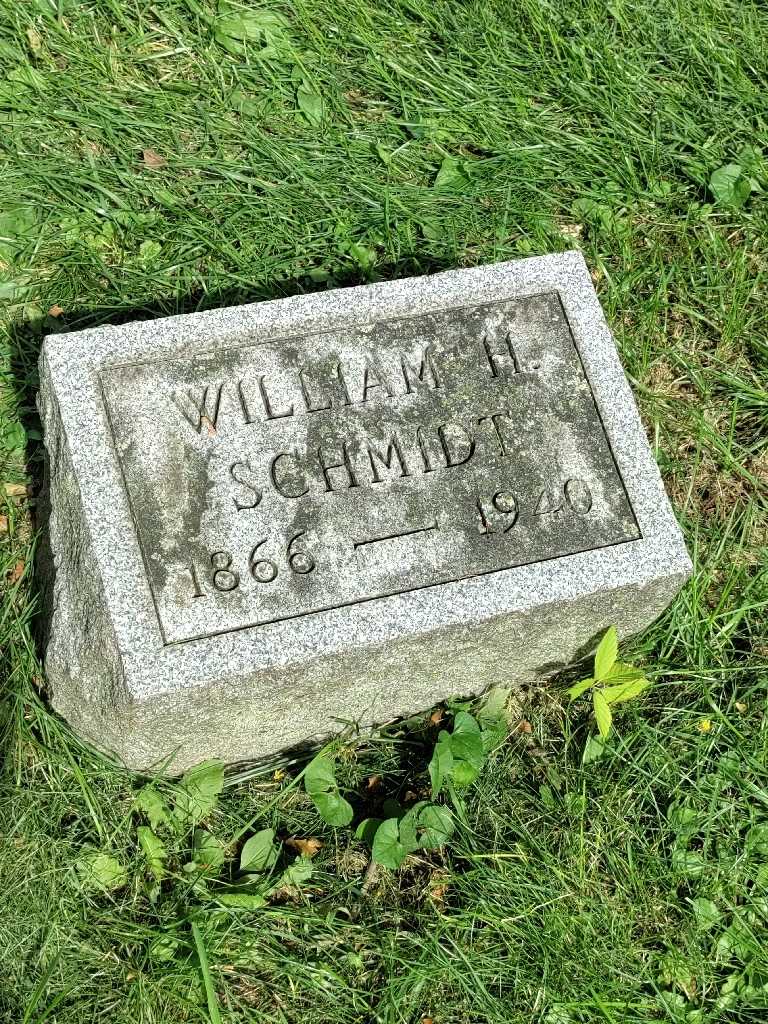 WILLIAM H.
SCHMIDT
1866 — 1940